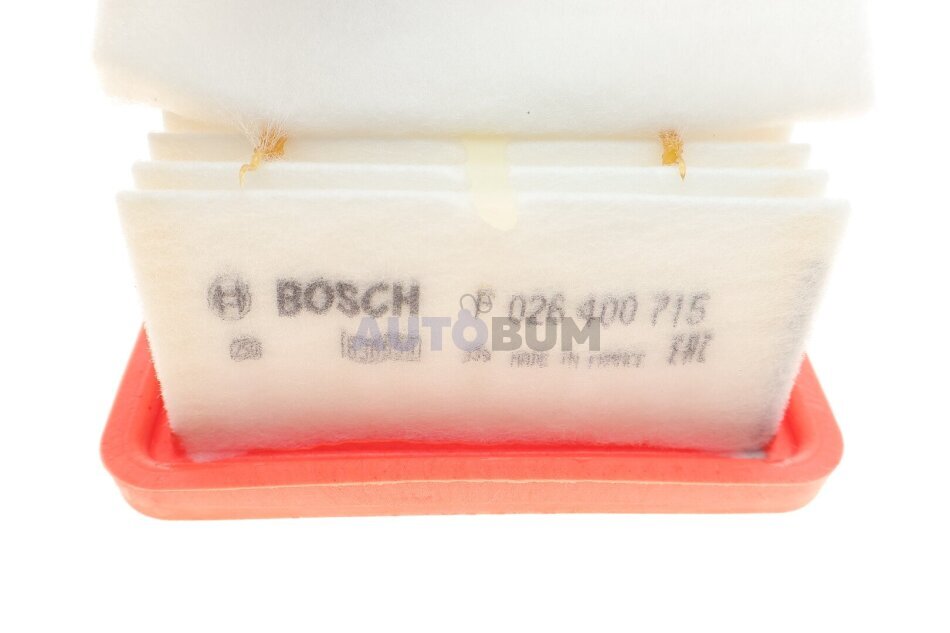 BOSCH F 026 400 715
MADE IN FRANCE EAC
AUTOBUM